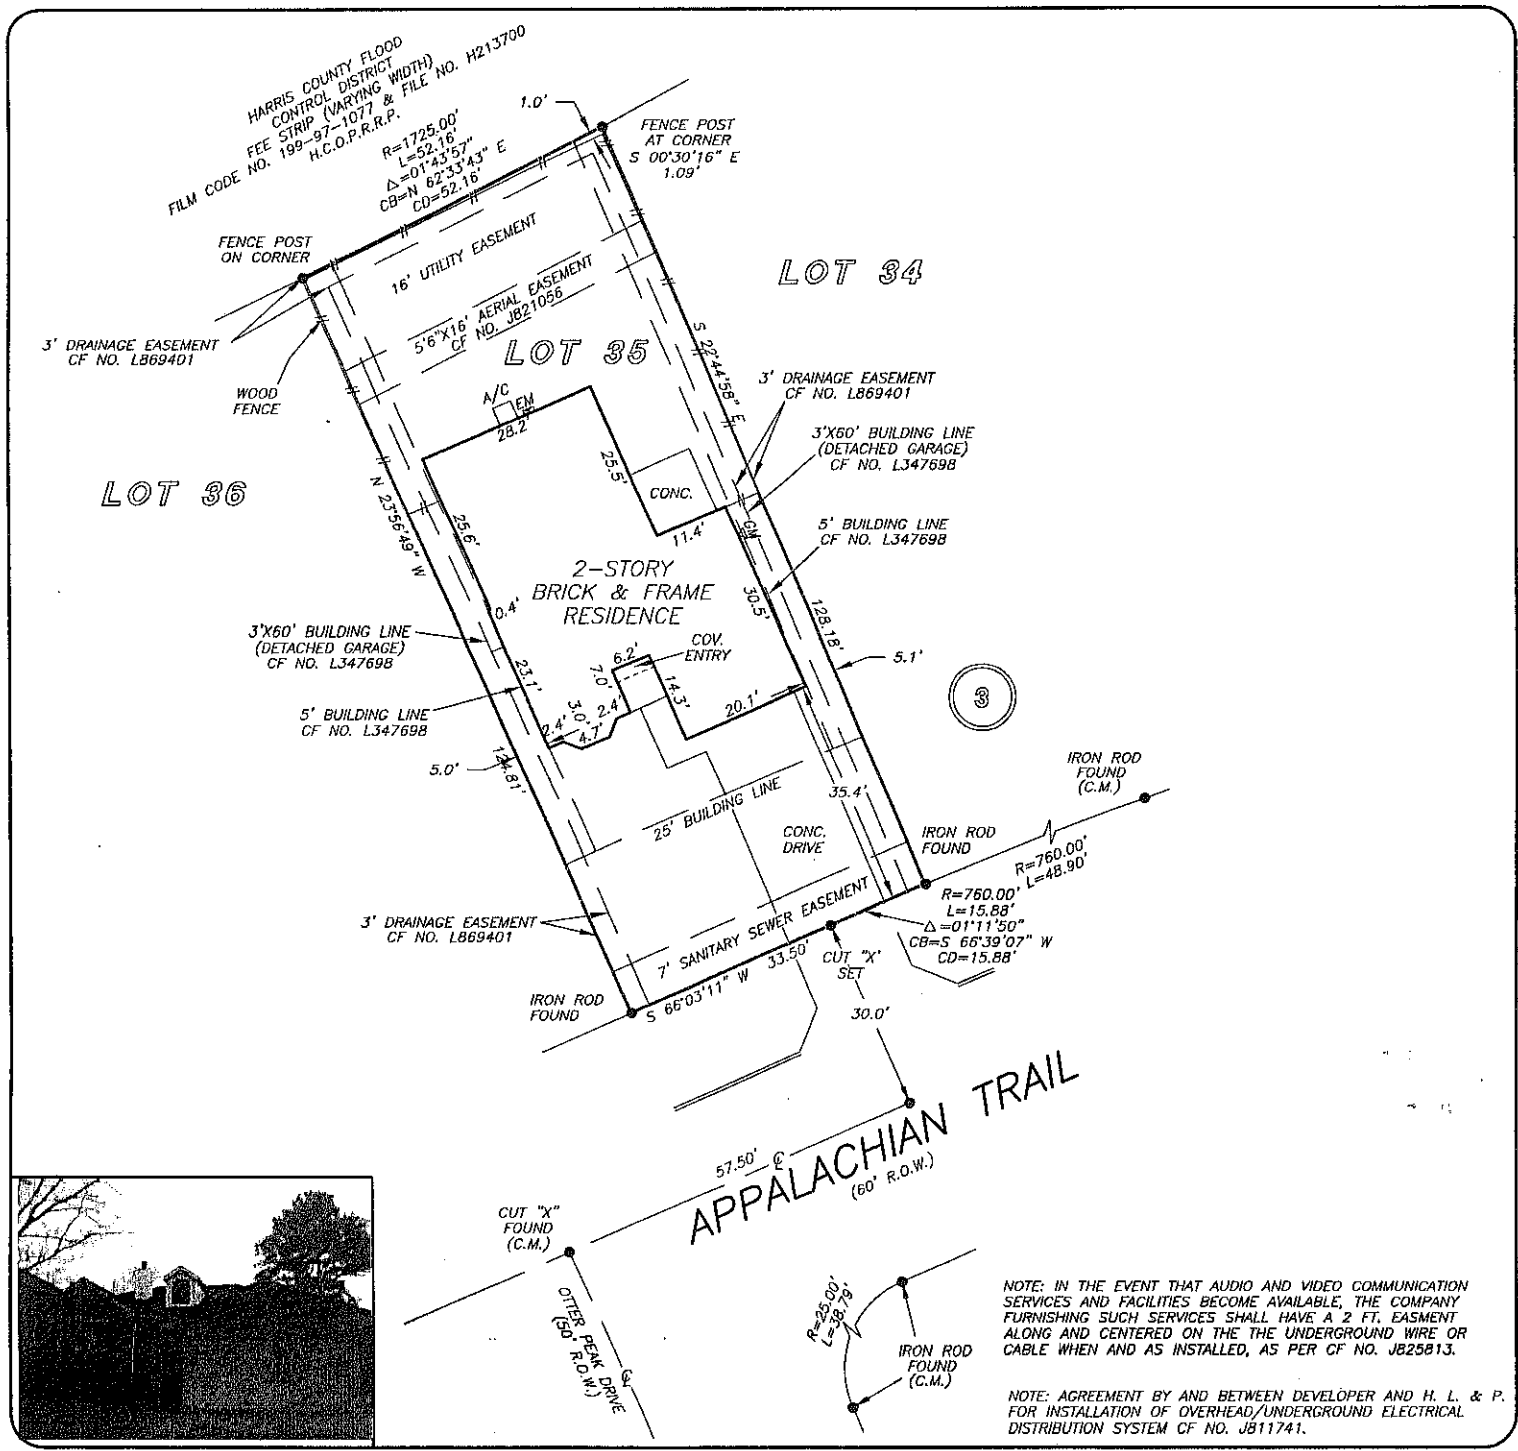 HARRIS COUNTY FLOOD
CONTROL DISTRICT
FEE STRIP (VARYING WIDTH)
FILM CODE NO. 199-97-1077 & FILE NO. H213700
H.C.O.P.R.R.P.
R=1725.00'
L=52.16'
△=01°43'57"
CB=N 62°33'43" E
CD=52.16'
1.0'
FENCE POST
AT CORNER
S 00°30'16" E
1.09'
FENCE POST
ON CORNER
16' UTILITY EASEMENT
5'6"X16' AERIAL EASEMENT
CF NO. J821056
LOT 34
LOT 35
LOT 36
3' DRAINAGE EASEMENT
CF NO. L869401
WOOD
FENCE
A/C
EM
28.2'
25.5'
CONC.
11.4'
GM
S 22°44'58" E
128.18'
3' DRAINAGE EASEMENT
CF NO. L869401
3'X60' BUILDING LINE
(DETACHED GARAGE)
CF NO. L347698
5' BUILDING LINE
CF NO. L347698
N 23°56'49" W
124.81'
25.6'
2-STORY
BRICK & FRAME
RESIDENCE
0.4'
30.5'
3'X60' BUILDING LINE
(DETACHED GARAGE)
CF NO. L347698
COV.
ENTRY
6.2'
7.0'
14.3'
5.1'
23.1'
2.4'
3.0'
4.7'
2.4'
20.1'
3
5' BUILDING LINE
CF NO. L347698
5.0'
25' BUILDING LINE
35.4'
CONC.
DRIVE
IRON ROD
FOUND
(C.M.)
IRON ROD
FOUND
R=760.00'
L=48.90'
R=760.00'
L=15.88'
△=01°11'50"
CB=S 66°39'07" W
CD=15.88'
3' DRAINAGE EASEMENT
CF NO. L869401
7' SANITARY SEWER EASEMENT
S 66°03'11" W 33.50'
CUT "X"
SET
IRON ROD
FOUND
30.0'
57.50'
APPALACHIAN TRAIL
(60' R.O.W.)
CUT "X"
FOUND
(C.M.)
OTTER PEAK DRIVE
(50' R.O.W.)
R=25.00'
L=38.79'
IRON ROD
FOUND
(C.M.)
NOTE: IN THE EVENT THAT AUDIO AND VIDEO COMMUNICATION
SERVICES AND FACILITIES BECOME AVAILABLE, THE COMPANY
FURNISHING SUCH SERVICES SHALL HAVE A 2 FT. EASMENT
ALONG AND CENTERED ON THE THE UNDERGROUND WIRE OR
CABLE WHEN AND AS INSTALLED, AS PER CF NO. J825813.
NOTE: AGREEMENT BY AND BETWEEN DEVELOPER AND H. L. & P.
FOR INSTALLATION OF OVERHEAD/UNDERGROUND ELECTRICAL
DISTRIBUTION SYSTEM CF NO. J811741.